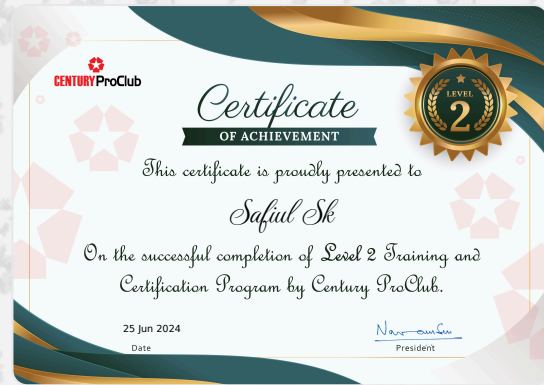 CENTURY ProClub
Certificate
OF ACHIEVEMENT
LEVEL
2
This certificate is proudly presented to
Safiul Sk
On the successful completion of Level 2 Training and
Certification Program by Century ProClub.
25 Jun 2024
Date
President